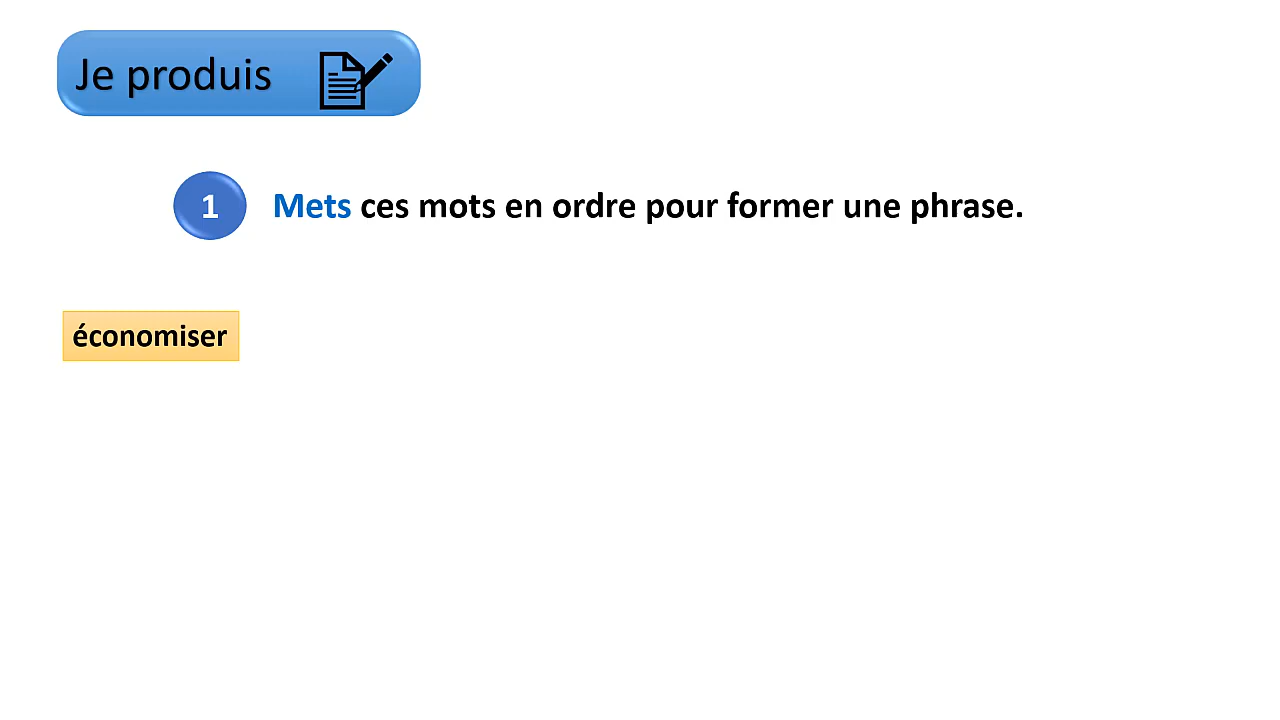 Je produis
1 Mets ces mots en ordre pour former une phrase.
économiser